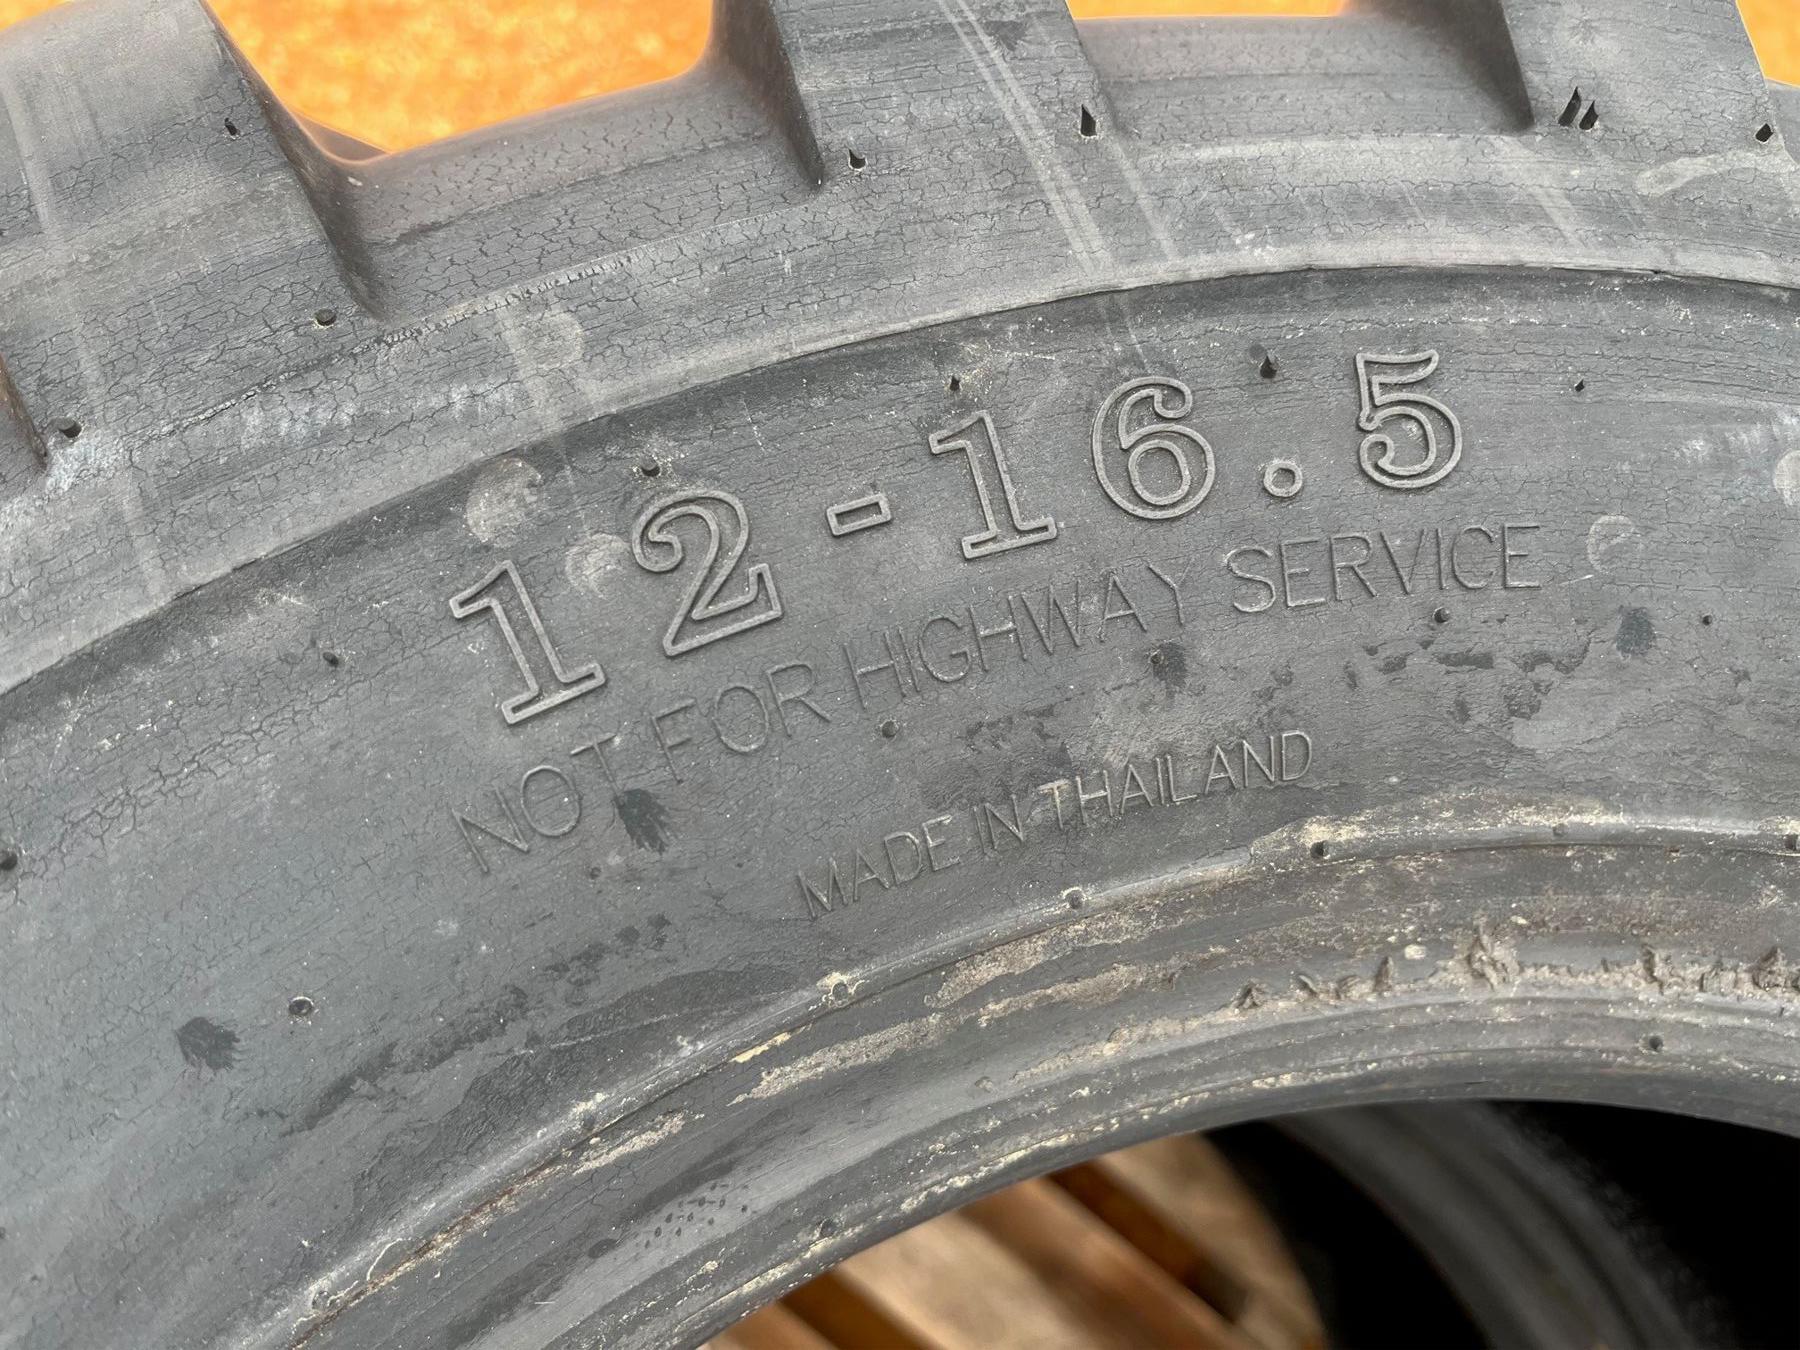 12-16.5
NOT FOR HIGHWAY SERVICE
MADE IN THAILAND